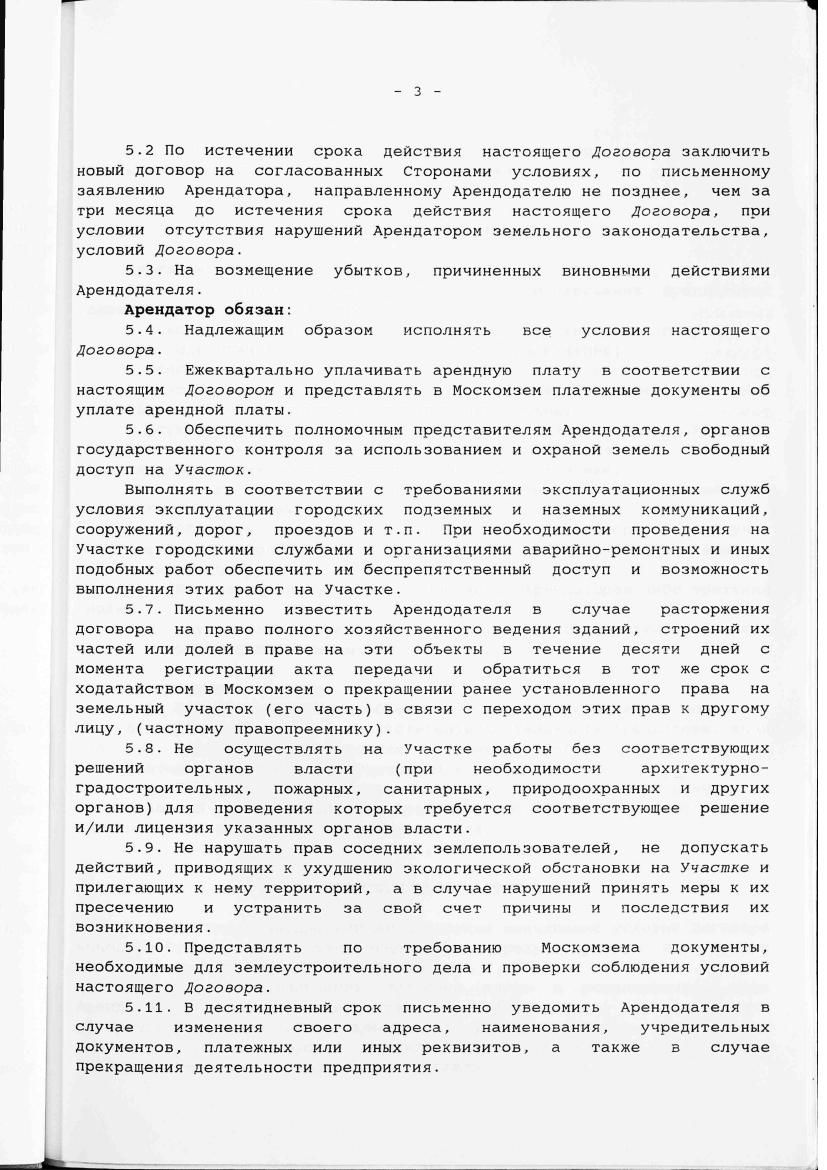 - 3 -
5.2 По истечении срока действия настоящего Договора заключить
новый договор на согласованных Сторонами условиях, по письменному
заявлению Арендатора, направленному Арендодателю не позднее, чем за
три месяца до истечения срока действия настоящего Договора, при
условии отсутствия нарушений Арендатором земельного законодательства,
условий Договора.
5.3. На возмещение убытков, причиненных виновными действиями
Арендодателя.
Арендатор обязан:
5.4. Надлежащим образом исполнять все условия настоящего
Договора.
5.5. Ежеквартально уплачивать арендную плату в соответствии с
настоящим Договором и представлять в Москомзем платежные документы об
уплате арендной платы.
5.6. Обеспечить полномочным представителям Арендодателя, органов
государственного контроля за использованием и охраной земель свободный
доступ на Участок.
Выполнять в соответствии с требованиями эксплуатационных служб
условия эксплуатации городских подземных и наземных коммуникаций,
сооружений, дорог, проездов и т.п. При необходимости проведения на
Участке городскими службами и организациями аварийно-ремонтных и иных
подобных работ обеспечить им беспрепятственный доступ и возможность
выполнения этих работ на Участке.
5.7. Письменно известить Арендодателя в случае расторжения
договора на право полного хозяйственного ведения зданий, строений их
частей или долей в праве на эти объекты в течение десяти дней с
момента регистрации акта передачи и обратиться в тот же срок с
ходатайством в Москомзем о прекращении ранее установленного права на
земельный участок (его часть) в связи с переходом этих прав к другому
лицу, (частному правопреемнику).
5.8. Не осуществлять на Участке работы без соответствующих
решений органов власти (при необходимости архитектурно-
градостроительных, пожарных, санитарных, природоохранных и других
органов) для проведения которых требуется соответствующее решение
и/или лицензия указанных органов власти.
5.9. Не нарушать прав соседних землепользователей, не допускать
действий, приводящих к ухудшению экологической обстановки на Участке и
прилегающих к нему территорий, а в случае нарушений принять меры к их
пресечению и устранить за свой счет причины и последствия их
возникновения.
5.10. Представлять по требованию Москомзема документы,
необходимые для землеустроительного дела и проверки соблюдения условий
настоящего Договора.
5.11. В десятидневный срок письменно уведомить Арендодателя в
случае изменения своего адреса, наименования, учредительных
документов, платежных или иных реквизитов, а также в случае
прекращения деятельности предприятия.